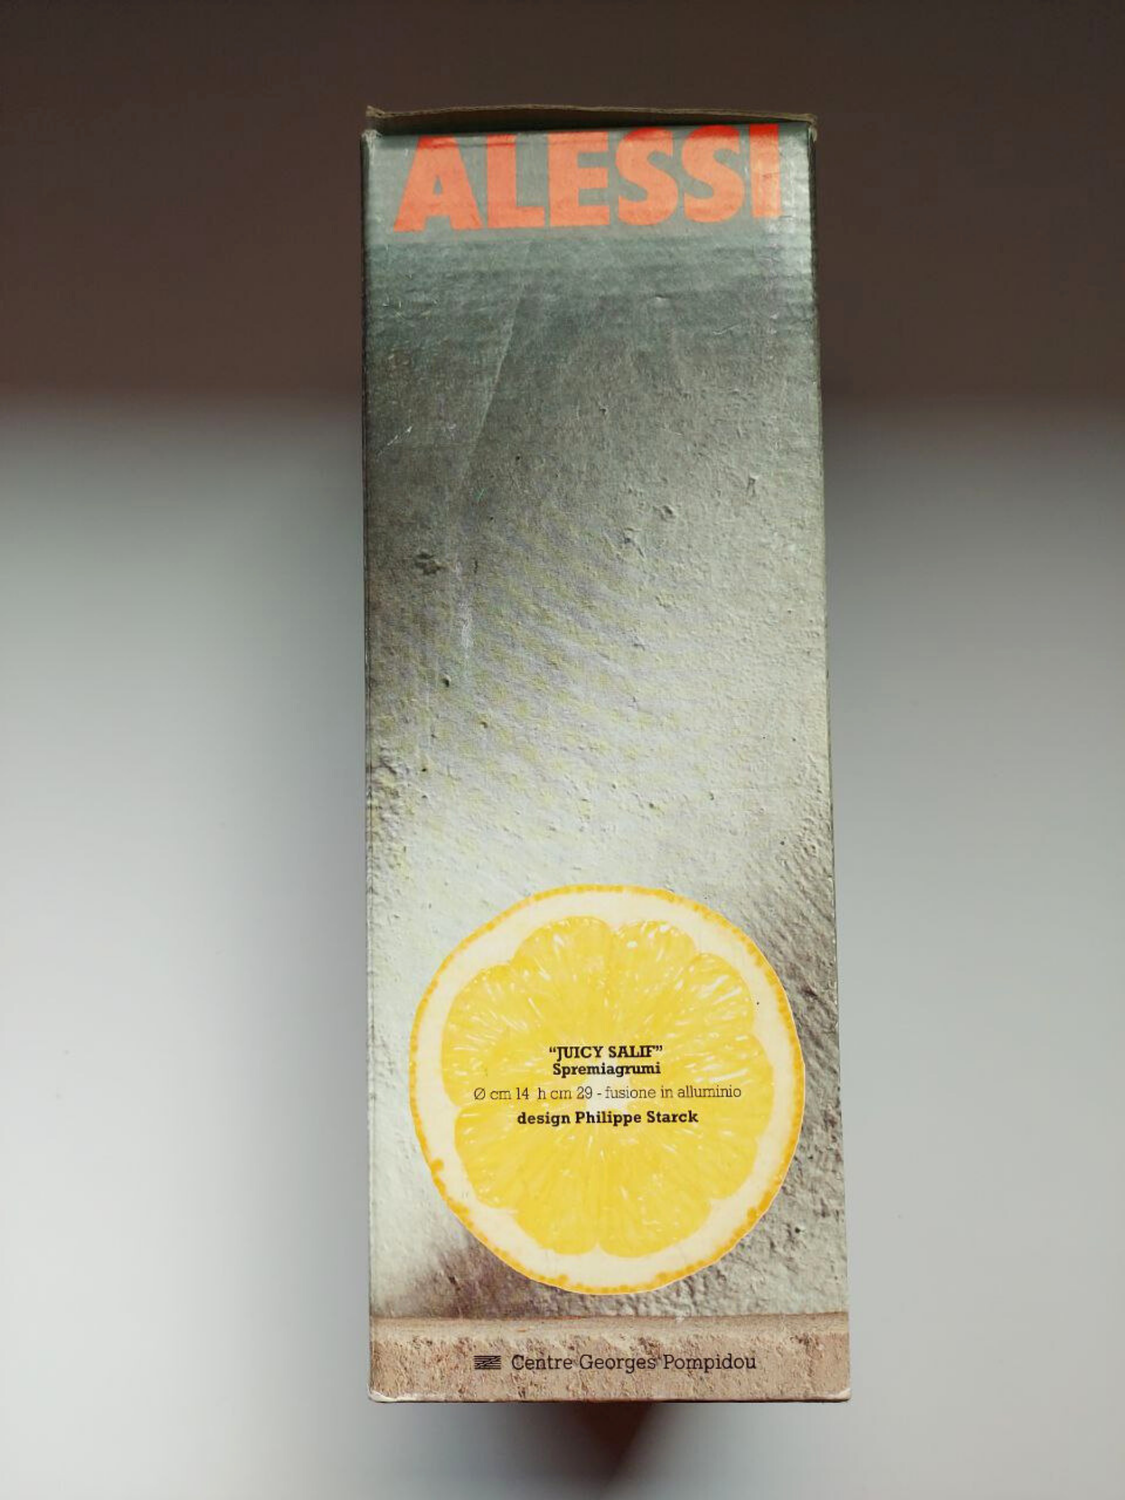 ALESSI
“JUICY SALIF”
Spremiagrumi
Ø cm 14 h cm 29 - fusione in alluminio
design Philippe Starck
Centre Georges Pompidou